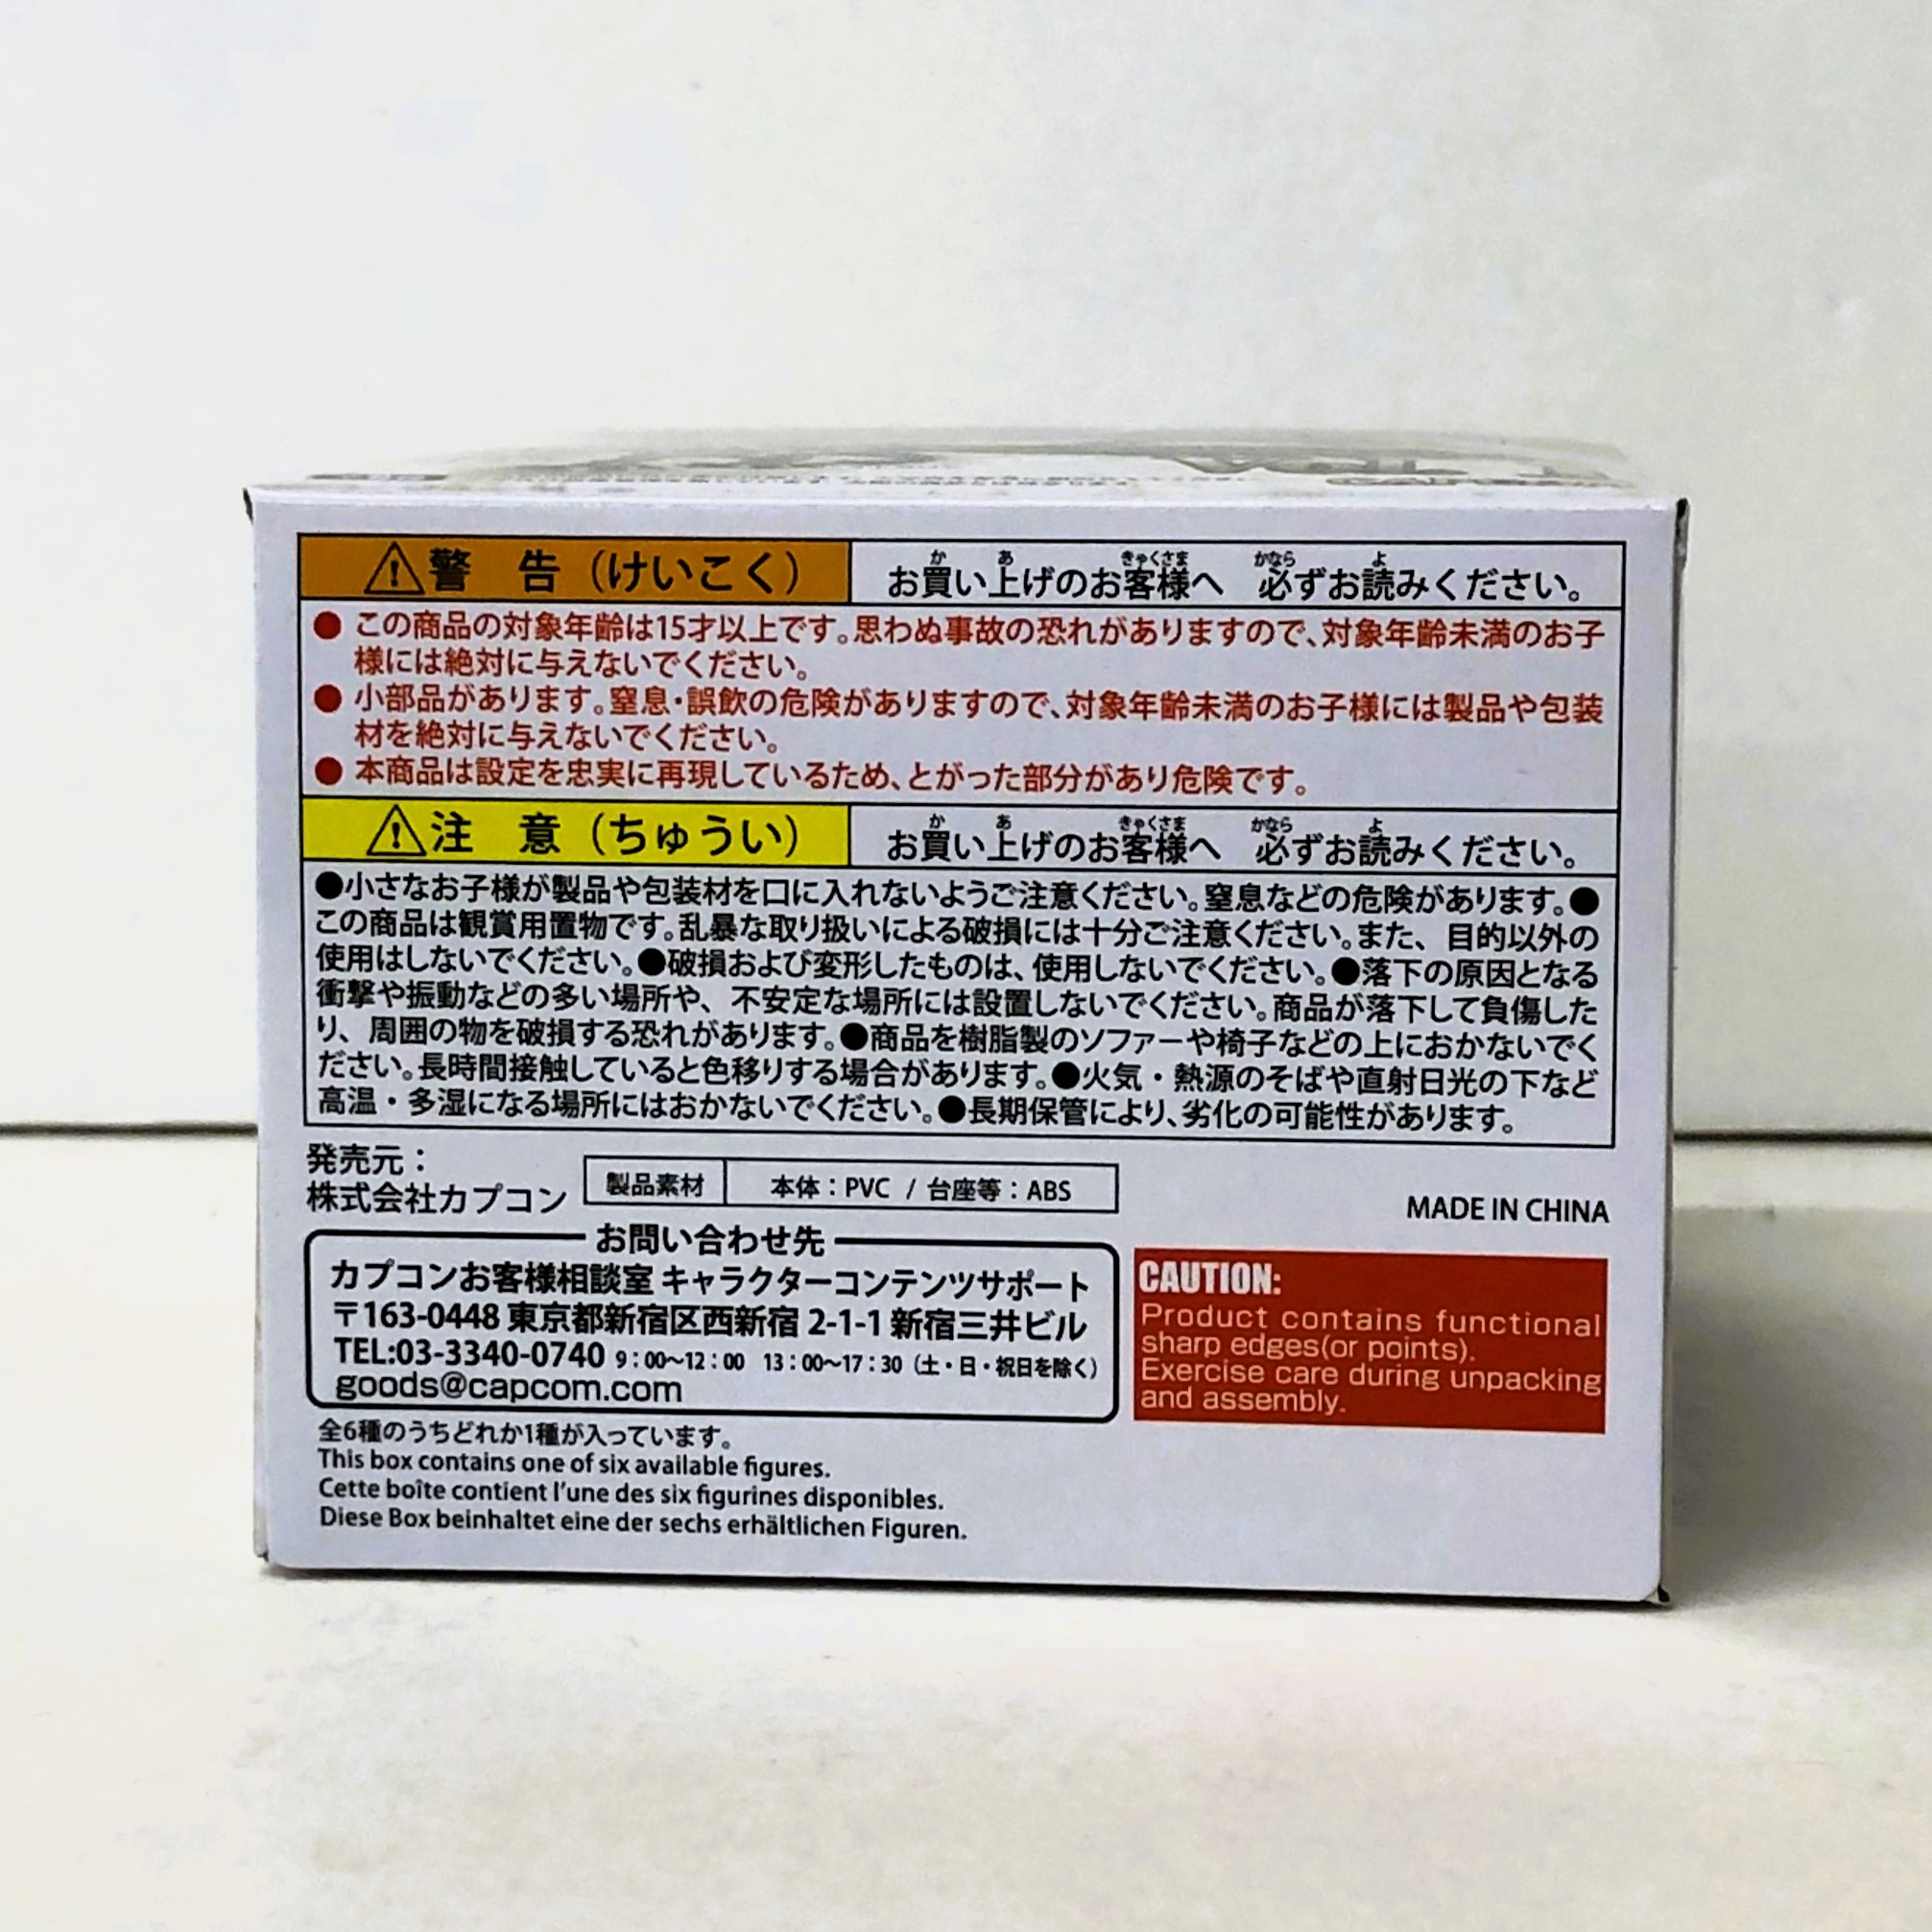 警 告（けいこく）
お買い上げのお客様へ 必ずお読みください。
か あ きゃくさま かなら よ
● この商品の対象年齢は15才以上です。思わぬ事故の恐れがありますので、対象年齢未満のお子
様には絶対に与えないでください。
● 小部品があります。窒息・誤飲の危険がありますので、対象年齢未満のお子様には製品や包装
材を絶対に与えないでください。
● 本商品は設定を忠実に再現しているため、とがった部分があり危険です。
注 意（ちゅうい）
お買い上げのお客様へ 必ずお読みください。
か あ きゃくさま かなら よ
●小さなお子様が製品や包装材を口に入れないようご注意ください。窒息などの危険があります。●
この商品は観賞用置物です。乱暴な取り扱いによる破損には十分ご注意ください。また、目的以外の
使用はしないでください。●破損および変形したものは、使用しないでください。●落下の原因となる
衝撃や振動などの多い場所や、不安定な場所には設置しないでください。商品が落下して負傷した
り、周囲の物を破損する恐れがあります。●商品を樹脂製のソファーや椅子などの上におかないでく
ださい。長時間接触していると色移りする場合があります。●火気・熱源のそばや直射日光の下など
高温・多湿になる場所にはおかないでください。●長期保管により、劣化の可能性があります。
発売元：
株式会社カプコン
製品素材 本体：PVC / 台座等：ABS
MADE IN CHINA
お問い合わせ先
カプコンお客様相談室 キャラクターコンテンツサポート
〒163-0448 東京都新宿区西新宿 2-1-1 新宿三井ビル
TEL:03-3340-0740 9：00～12：00 13：00～17：30（土・日・祝日を除く）
goods@capcom.com
CAUTION:
Product contains functional
sharp edges(or points).
Exercise care during unpacking
and assembly.
全6種のうちどれか1種が入っています。
This box contains one of six available figures.
Cette boîte contient l'une des six figurines disponibles.
Diese Box beinhaltet eine der sechs erhältlichen Figuren.